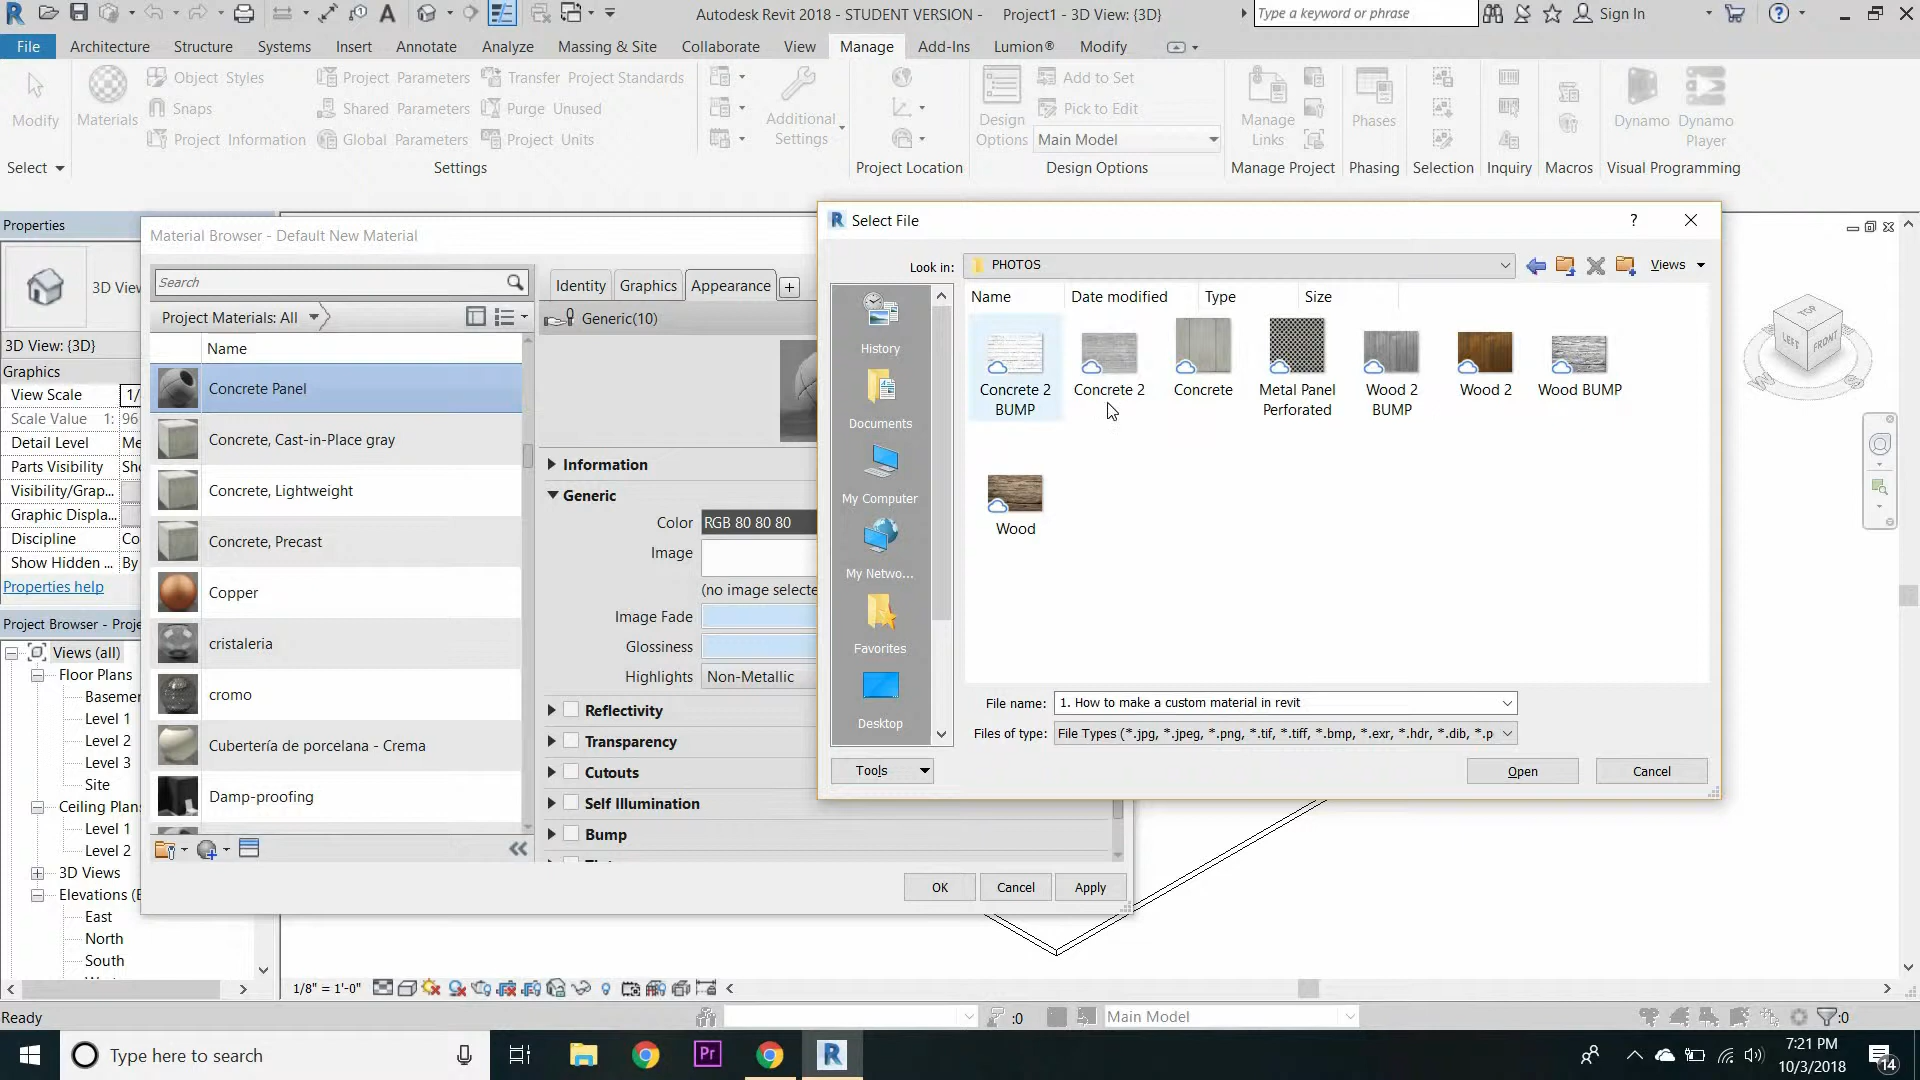 Autodesk Revit 2018 - STUDENT VERSION - Project1 - 3D View: {3D}
Type a keyword or phrase
Sign In
File Architecture Structure Systems Insert Annotate Analyze Massing & Site Collaborate View Manage Add-Ins Lumion® Modify
Modify
Materials
Object Styles
Snaps
Project Information
Project Parameters
Shared Parameters
Global Parameters
Transfer Project Standards
Purge Unused
Project Units
Additional
Settings
Design
Options
Add to Set
Pick to Edit
Main Model
Manage
Links
Phases
Dynamo
Dynamo
Player
Select
Settings
Project Location
Design Options
Manage Project
Phasing
Selection
Inquiry
Macros
Visual Programming
Properties
3D View: {3D}
Graphics
View Scale
Scale Value 1: 96
Detail Level
Parts Visibility
Visibility/Grap...
Graphic Displa...
Discipline
Show Hidden ... By
Properties help
Project Browser - Proje
Views (all)
Floor Plans
Basemen
Level 1
Level 2
Level 3
Site
Ceiling Plans
Level 1
Level 2
3D Views
Elevations (B
East
North
South
Material Browser - Default New Material
Search
Project Materials: All
Name
Concrete Panel
Concrete, Cast-in-Place gray
Concrete, Lightweight
Concrete, Precast
Copper
cristaleria
cromo
Cubertería de porcelana - Crema
Damp-proofing
Identity Graphics Appearance +
Generic(10)
Information
Generic
Color RGB 80 80 80
Image
(no image selecte
Image Fade
Glossiness
Highlights Non-Metallic
Reflectivity
Transparency
Cutouts
Self Illumination
Bump
OK Cancel Apply
Select File
Look in: PHOTOS
Views
History
Documents
My Computer
My Netwo...
Favorites
Desktop
Name Date modified Type Size
Concrete 2
BUMP
Concrete 2
Concrete
Metal Panel
Perforated
Wood 2
BUMP
Wood 2
Wood BUMP
Wood
File name: 1. How to make a custom material in revit
Files of type: File Types (*.jpg, *.jpeg, *.png, *.tif, *.tiff, *.bmp, *.exr, *.hdr, *.dib, *.p
Tools Open Cancel
TOP
LEFT
FRONT
1/8" = 1'-0"
Ready
:0
Main Model
:0
Type here to search
Pr
7:21 PM
10/3/2018
14